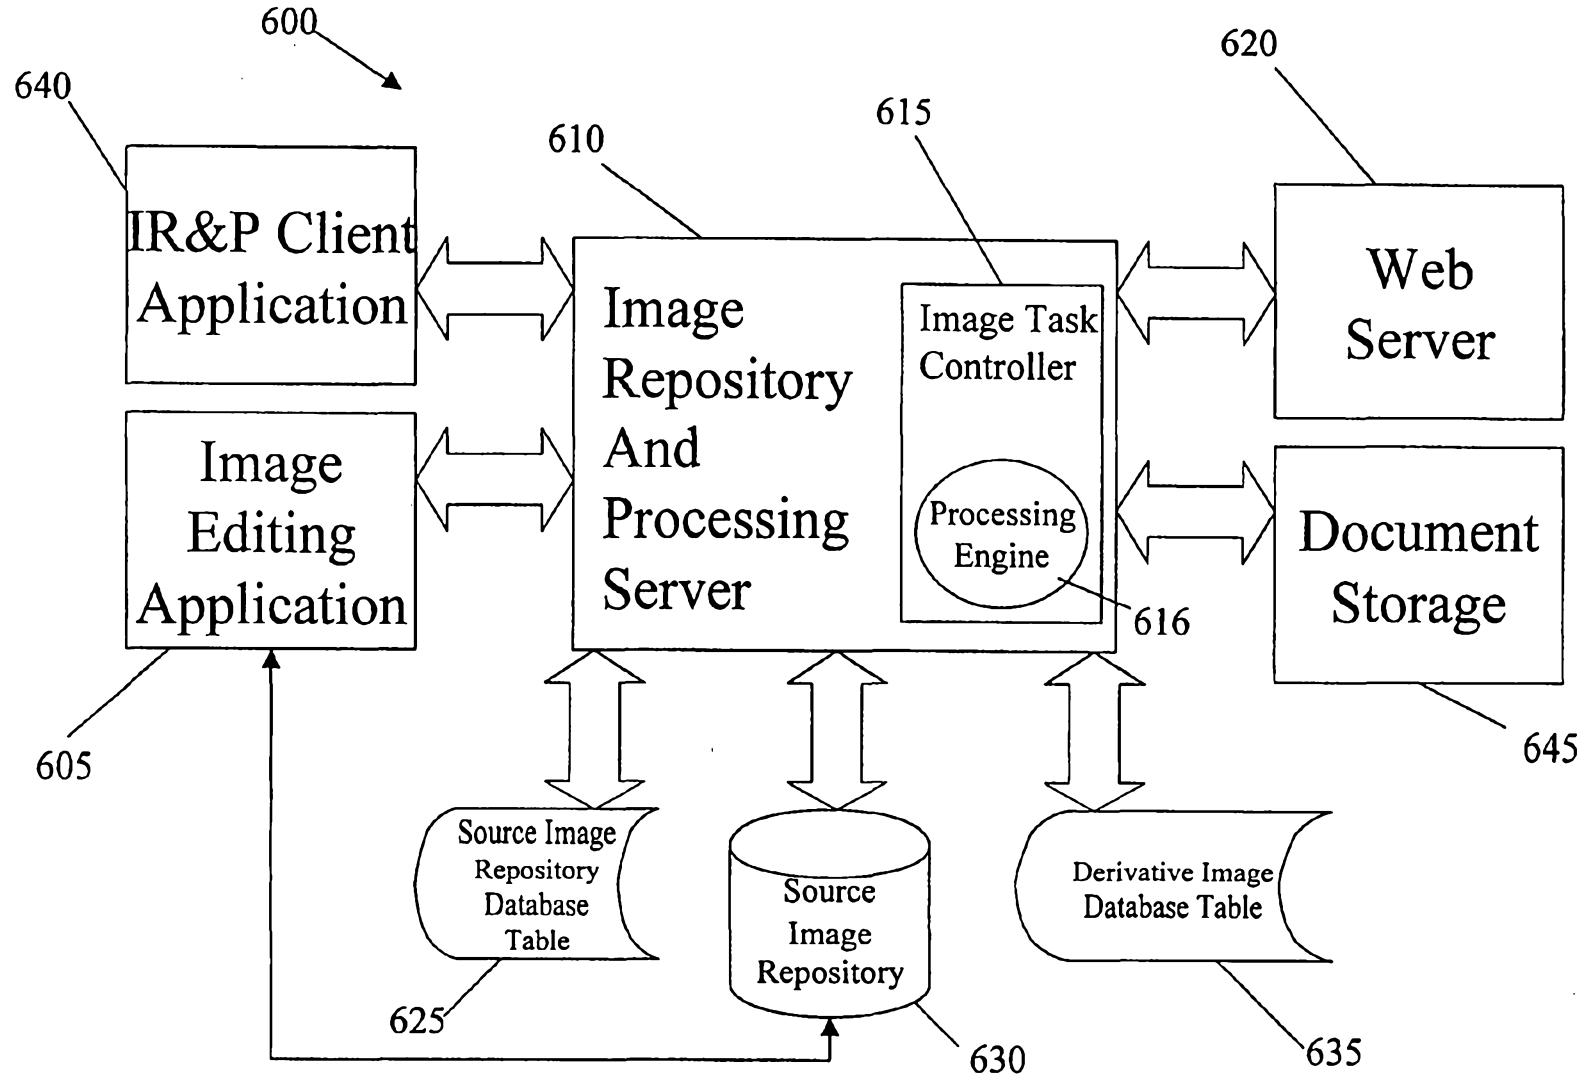 600
640
620
615
610
IR&P Client
Application
Image
Repository
And
Processing
Server
Image Task
Controller
Processing
Engine
616
Web
Server
Image
Editing
Application
Document
Storage
605
645
Source Image
Repository
Database
Table
Source
Image
Repository
Derivative Image
Database Table
625
630
635